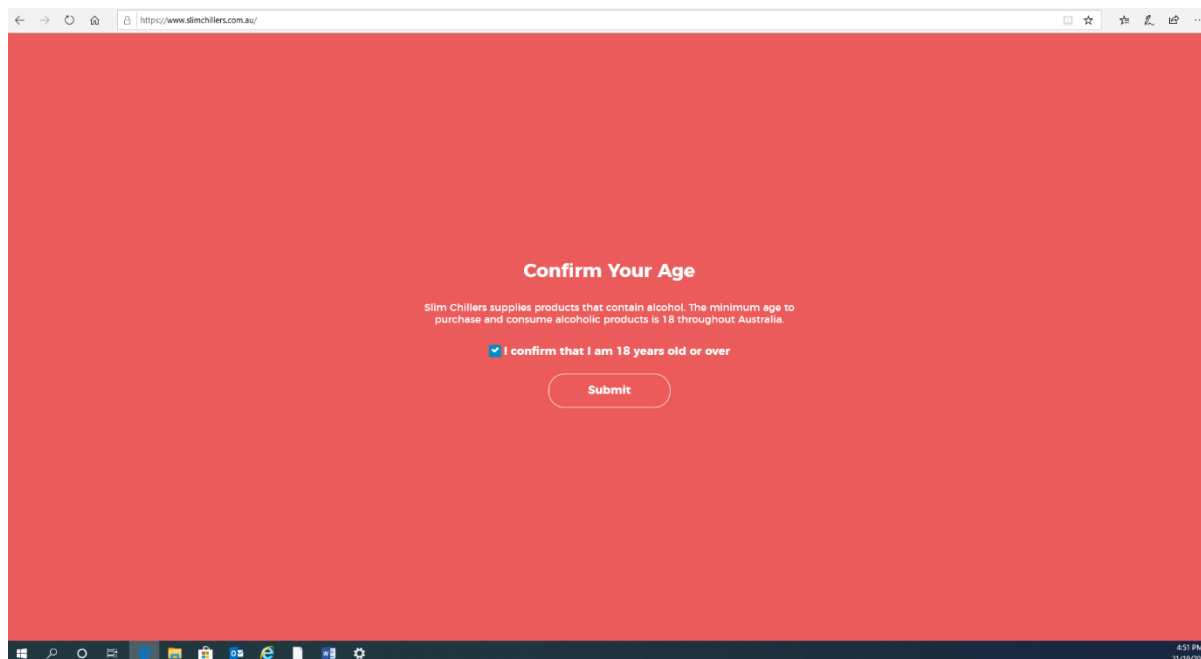 https://www.slimchillers.com.au/
Confirm Your Age
Slim Chillers supplies products that contain alcohol. The minimum age to
purchase and consume alcoholic products is 18 throughout Australia.
I confirm that I am 18 years old or over
Submit
4:51 PM